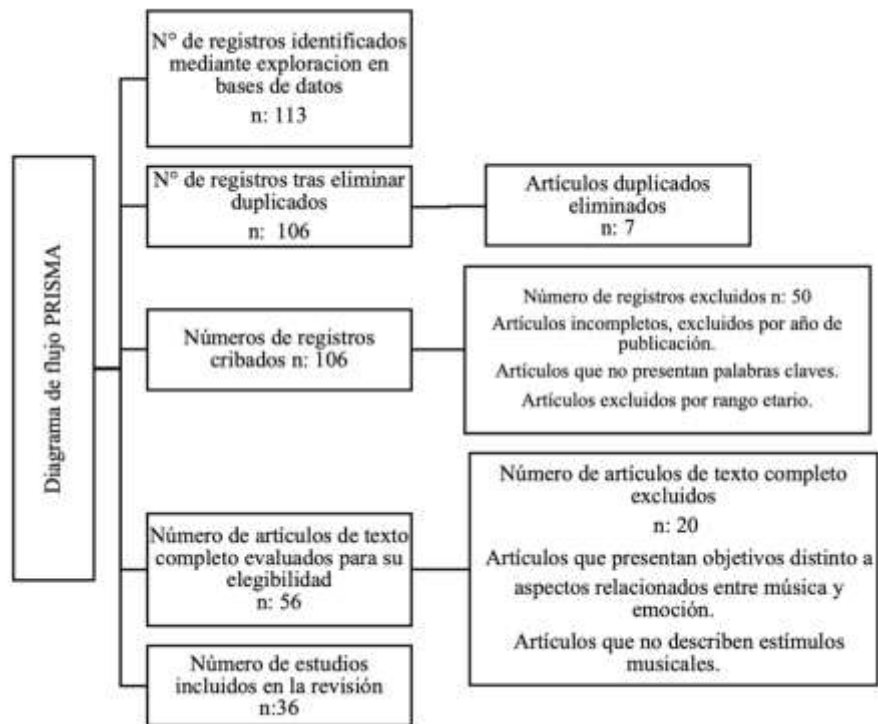 Diagrama de flujo PRISMA
N° de registros identificados
mediante exploracion en
bases de datos
n: 113
N° de registros tras eliminar
duplicados
n: 106
Artículos duplicados
eliminados
n: 7
Números de registros
cribados n: 106
Número de registros excluidos n: 50
Artículos incompletos, excluidos por año de
publicación.
Artículos que no presentan palabras claves.
Artículos excluidos por rango etario.
Número de artículos de texto
completo evaluados para su
elegibilidad
n: 56
Número de artículos de texto completo
excluidos
n: 20
Artículos que presentan objetivos distinto a
aspectos relacionados entre música y
emoción.
Artículos que no describen estímulos
musicales.
Número de estudios
incluidos en la revisión
n:36